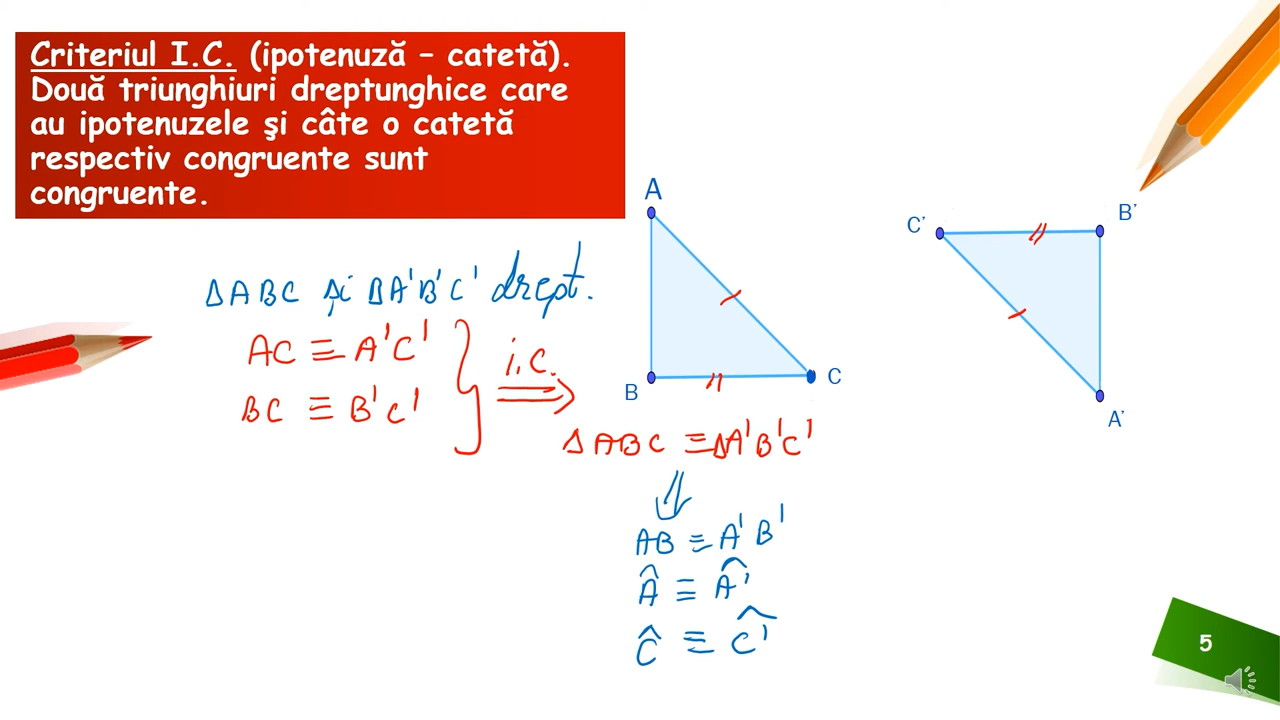 Criteriul I.C. (ipotenuză – catetă).
Două triunghiuri dreptunghice care
au ipotenuzele şi câte o catetă
respectiv congruente sunt
congruente.
A
B
C
C'
B'
A'
ΔABC și ΔA'B'C' drept.
AC ≡ A'C'
BC ≡ B'C'
i.c.
⟹
ΔABC ≡ ΔA'B'C'
⇓
AB ≡ A'B'
Â ≡ Â'
Ĉ ≡ Ĉ'
5